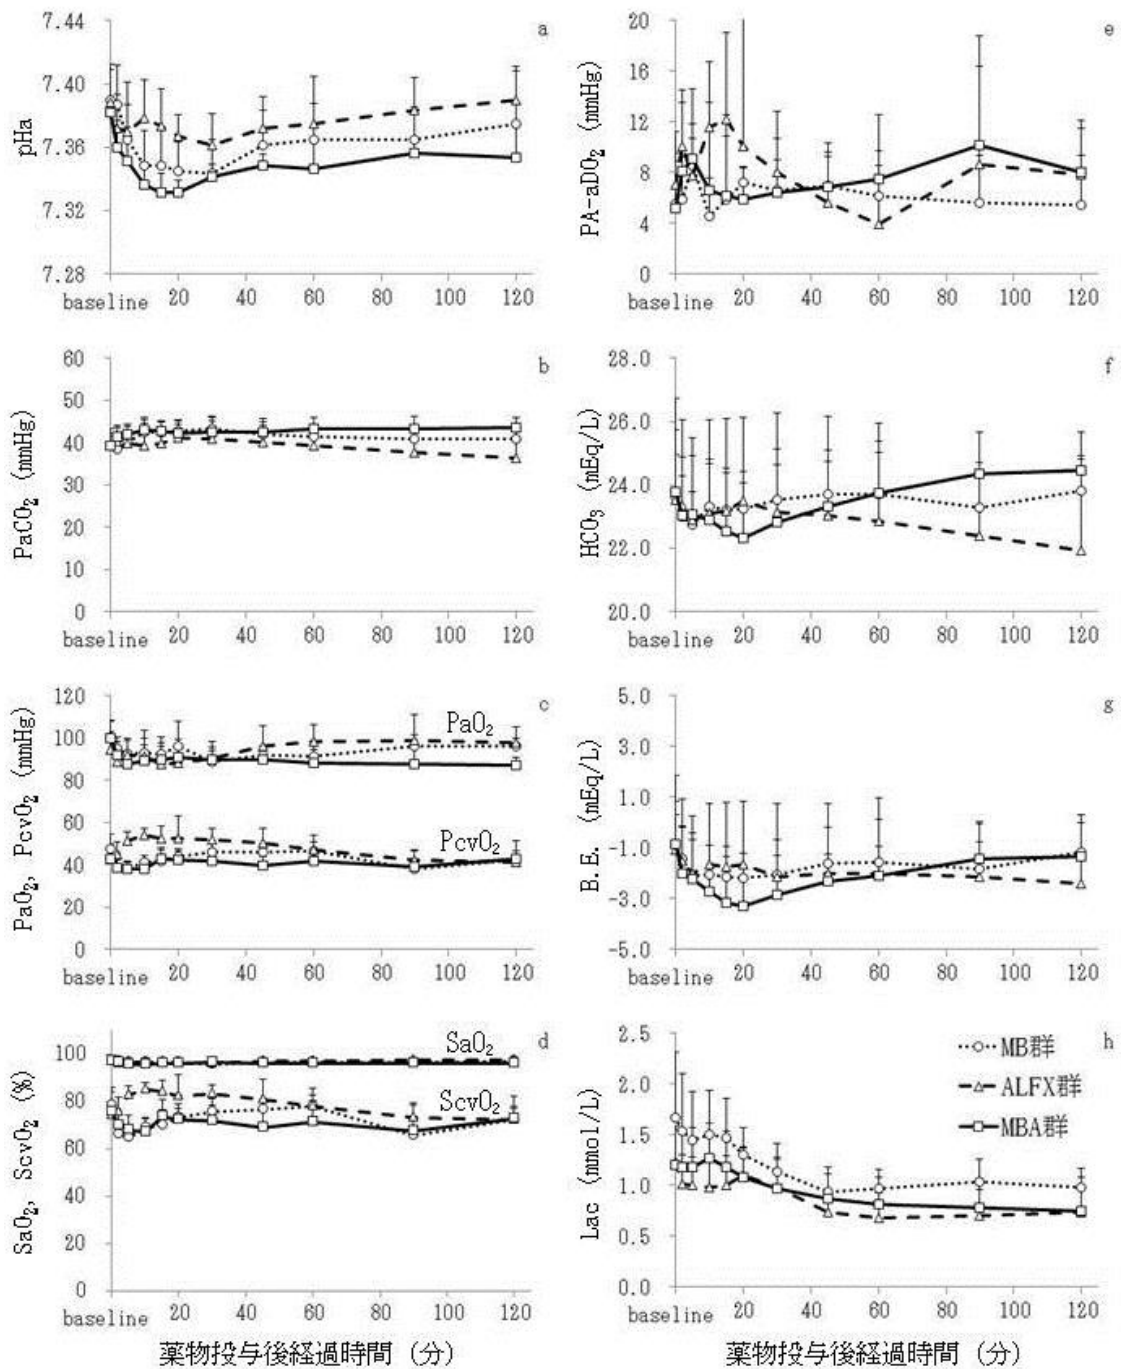 a
7.44
7.40
7.36
7.32
7.28
pHa
baseline 20 40 60 80 100 120
e
20
16
12
8
4
0
PA-aDO₂ (mmHg)
baseline 20 40 60 80 100 120
b
60
50
40
30
20
10
0
PaCO₂ (mmHg)
baseline 20 40 60 80 100 120
f
28.0
26.0
24.0
22.0
20.0
HCO₃ (mEq/L)
baseline 20 40 60 80 100 120
c
120
100
80
60
40
20
0
PaO₂, PcvO₂ (mmHg)
PaO₂
PcvO₂
baseline 20 40 60 80 100 120
g
5.0
3.0
1.0
-1.0
-3.0
-5.0
B.E. (mEq/L)
baseline 20 40 60 80 100 120
d
100
80
60
40
20
0
SaO₂, ScvO₂ (%)
SaO₂
ScvO₂
baseline 20 40 60 80 100 120
薬物投与後経過時間 (分)
h
2.5
2.0
1.5
1.0
0.5
0.0
Lac (mmol/L)
MB群
ALFX群
MBA群
baseline 20 40 60 80 100 120
薬物投与後経過時間 (分)